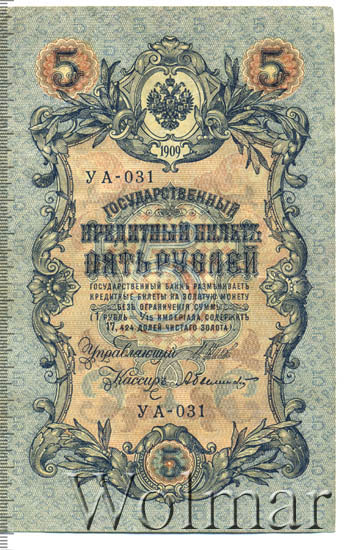 5 5
1909
УА-031
ГОСУДАРСТВЕННЫЙ
КРЕДИТНЫЙ БИЛЕТЪ
ПЯТЬ РУБЛЕЙ
ГОСУДАРСТВЕННЫЙ БАНКЪ РАЗМѢНИВАЕТЪ
КРЕДИТНЫЕ БИЛЕТЫ НА ЗОЛОТУЮ МОНЕТУ
БЕЗЪ ОГРАНИЧЕНІЯ СУММЫ
(1 РУБЛЬ = 1/15 ИМПЕРІАЛА, СОДЕРЖИТЪ
17,424 ДОЛЕЙ ЧИСТАГО ЗОЛОТА).
Управляющій
Кассиръ
УА-031
5
Wolmar